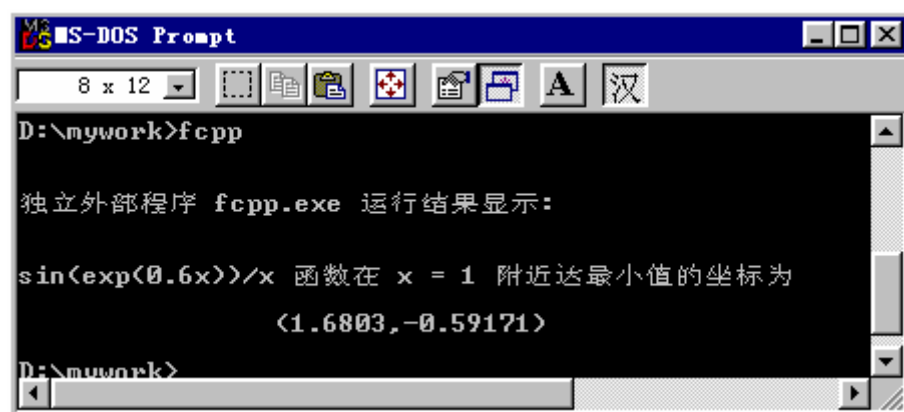 MS-DOS Prompt
8 x 12 A 汉
D:\mywork>fcpp
独立外部程序 fcpp.exe 运行结果显示:
sin(exp(0.6x))/x 函数在 x = 1 附近达最小值的坐标为
(1.6803,-0.59171)
D:\mywork>